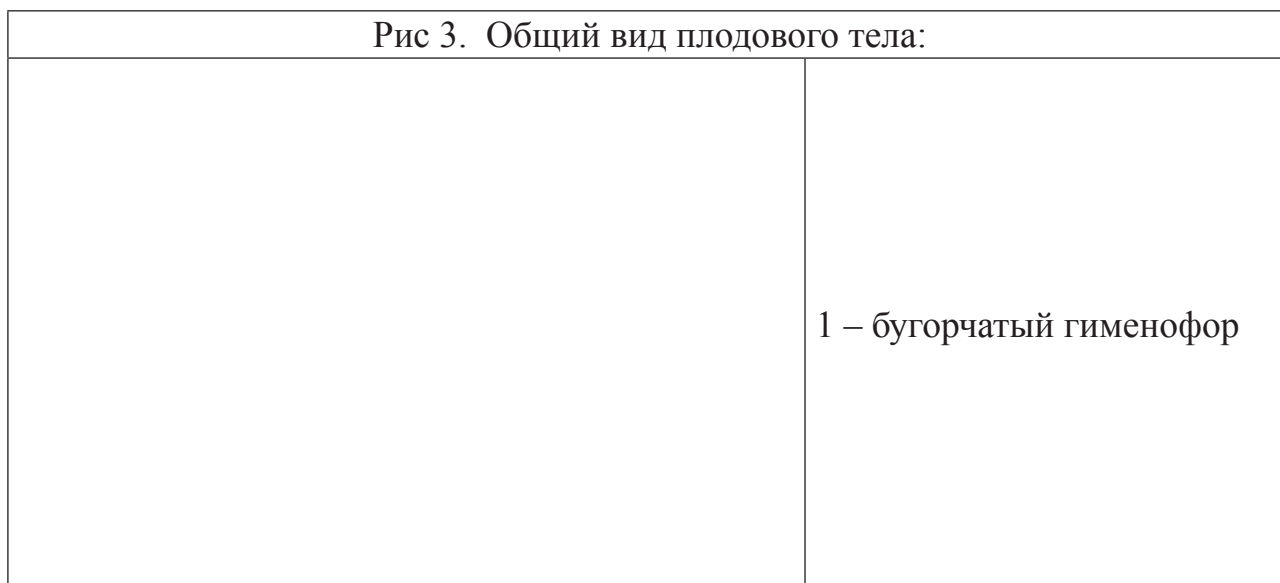 Рис 3.  Общий вид плодового тела:
1 – бугорчатый гименофор